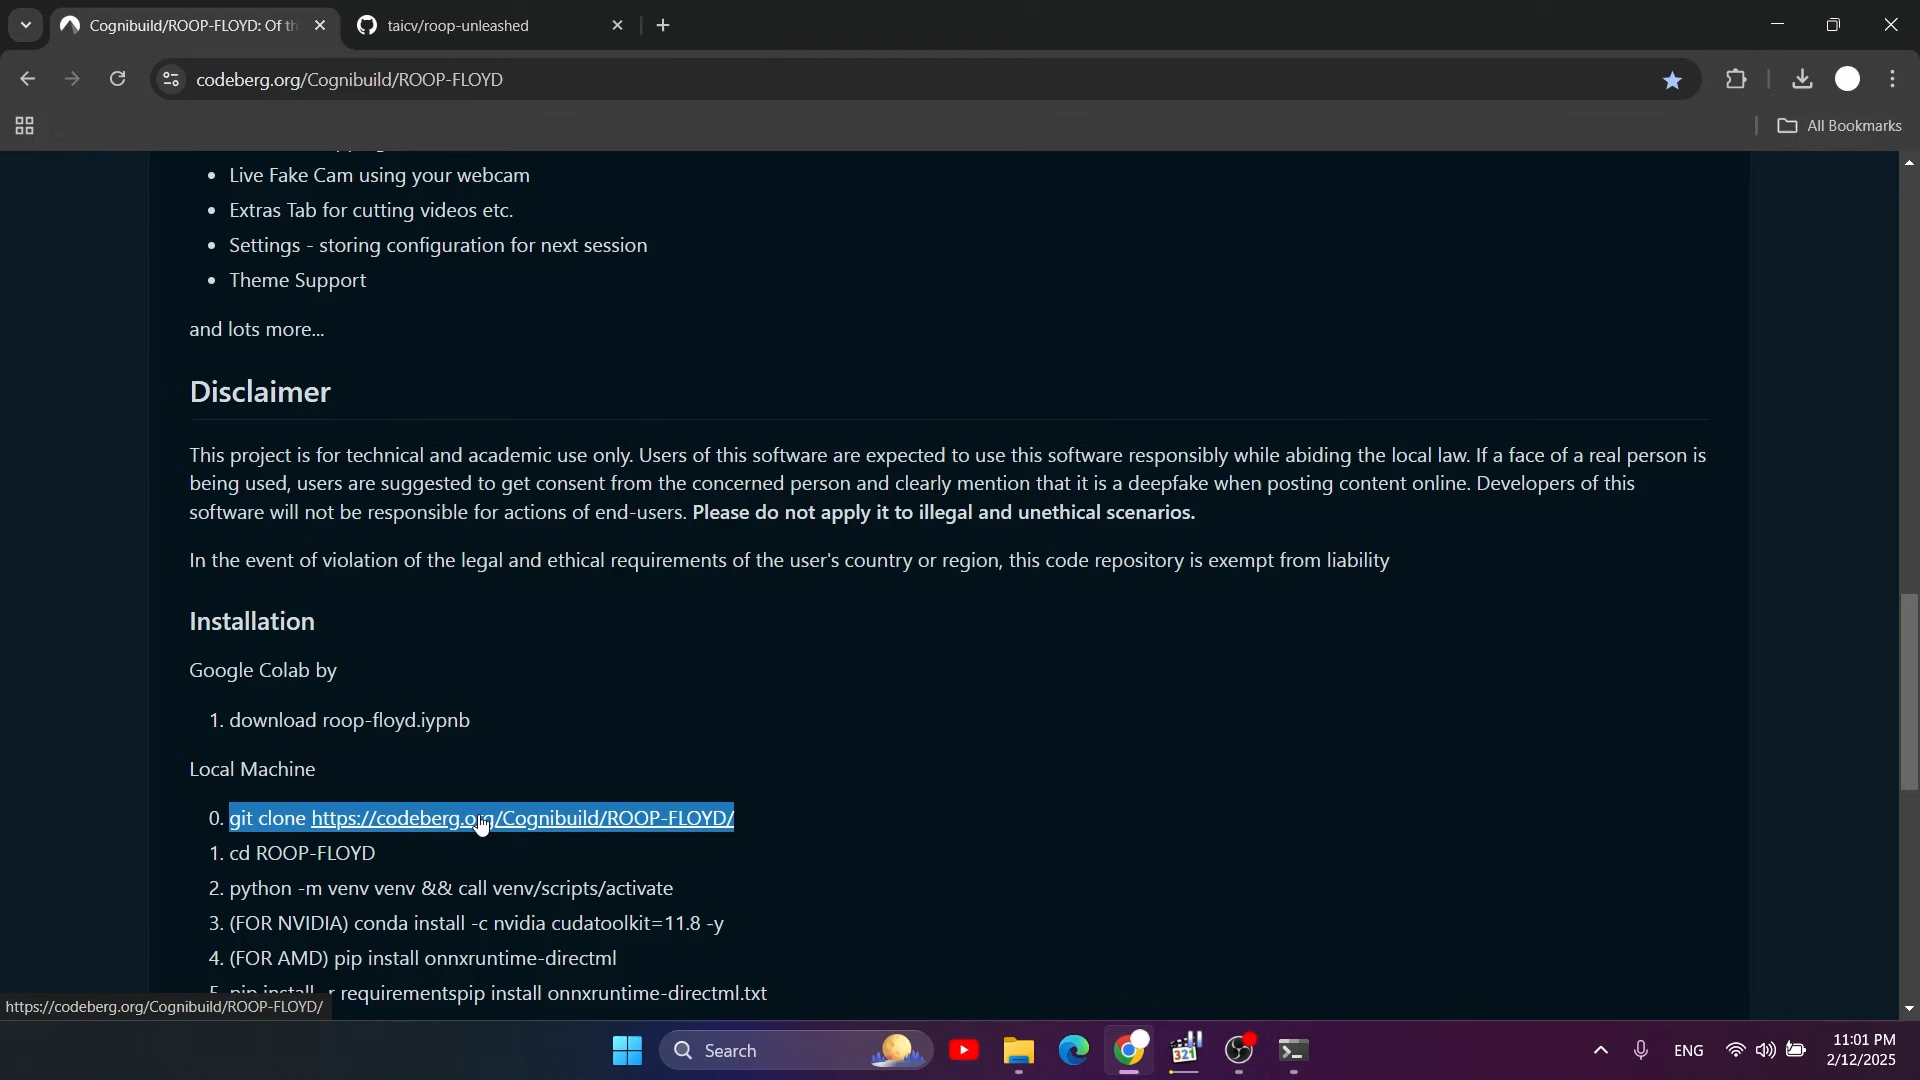 Cognibuild/ROOP-FLOYD: Of th
taicv/roop-unleashed
codeberg.org/Cognibuild/ROOP-FLOYD
All Bookmarks
• Live Fake Cam using your webcam
• Extras Tab for cutting videos etc.
• Settings - storing configuration for next session
• Theme Support
and lots more...
Disclaimer
This project is for technical and academic use only. Users of this software are expected to use this software responsibly while abiding the local law. If a face of a real person is
being used, users are suggested to get consent from the concerned person and clearly mention that it is a deepfake when posting content online. Developers of this
software will not be responsible for actions of end-users. Please do not apply it to illegal and unethical scenarios.
In the event of violation of the legal and ethical requirements of the user's country or region, this code repository is exempt from liability
Installation
Google Colab by
1. download roop-floyd.iypnb
Local Machine
0. git clone https://codeberg.org/Cognibuild/ROOP-FLOYD/
1. cd ROOP-FLOYD
2. python -m venv venv && call venv/scripts/activate
3. (FOR NVIDIA) conda install -c nvidia cudatoolkit=11.8 -y
4. (FOR AMD) pip install onnxruntime-directml
5. pip install -r requirementspip install onnxruntime-directml.txt
https://codeberg.org/Cognibuild/ROOP-FLOYD/
Search
321
ENG
11:01 PM
2/12/2025